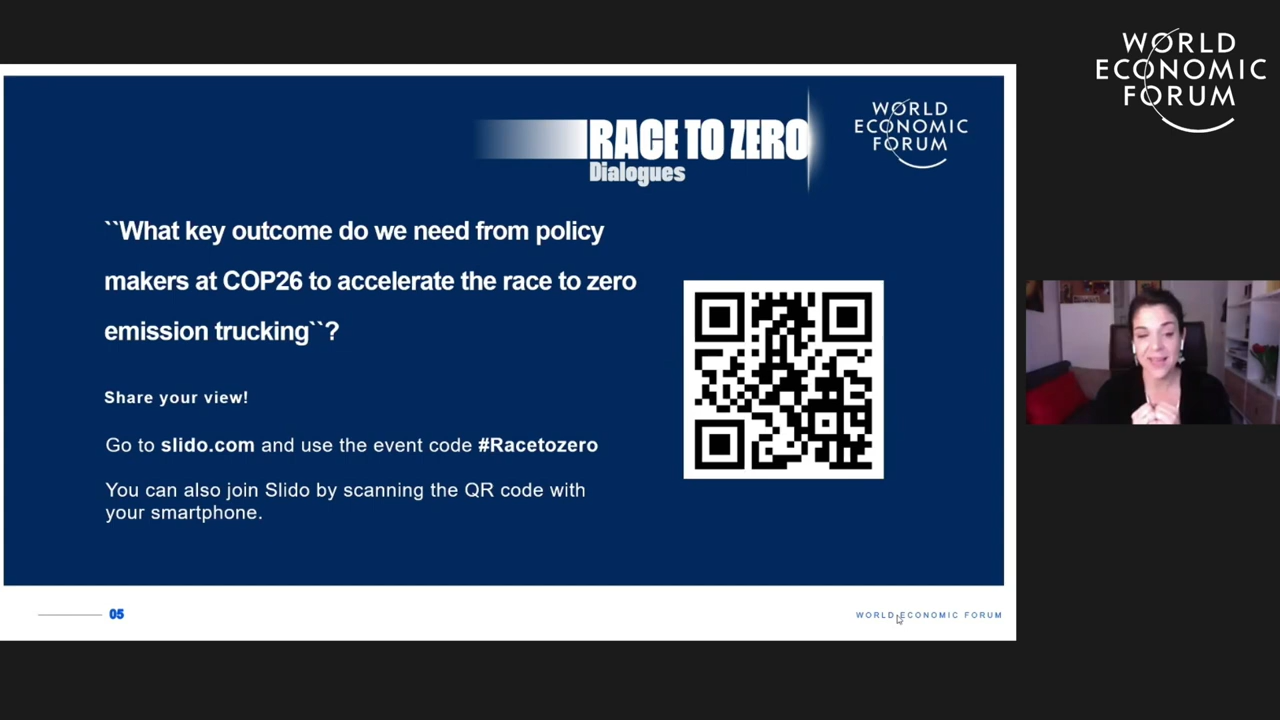 WORLD
ECONOMIC
FORUM
RACE TO ZERO
Dialogues
WORLD
ECONOMIC
FORUM
``What key outcome do we need from policy
makers at COP26 to accelerate the race to zero
emission trucking``?
Share your view!
Go to slido.com and use the event code #Racetozero
You can also join Slido by scanning the QR code with
your smartphone.
05
WORLD ECONOMIC FORUM